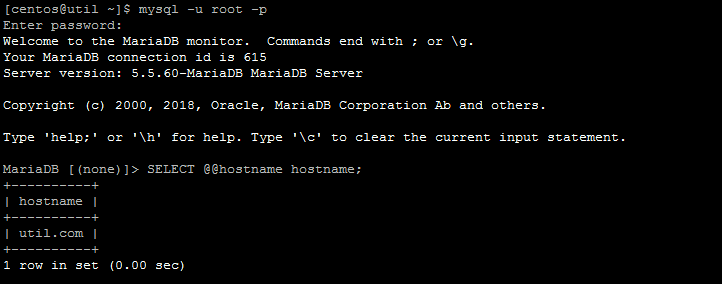 [centos@util ~]$ mysql -u root -p
Enter password:
Welcome to the MariaDB monitor.  Commands end with ; or \g.
Your MariaDB connection id is 615
Server version: 5.5.60-MariaDB MariaDB Server
Copyright (c) 2000, 2018, Oracle, MariaDB Corporation Ab and others.
Type 'help;' or '\h' for help. Type '\c' to clear the current input statement.
MariaDB [(none)]> SELECT @@hostname hostname;
+----------+
| hostname |
+----------+
| util.com |
+----------+
1 row in set (0.00 sec)